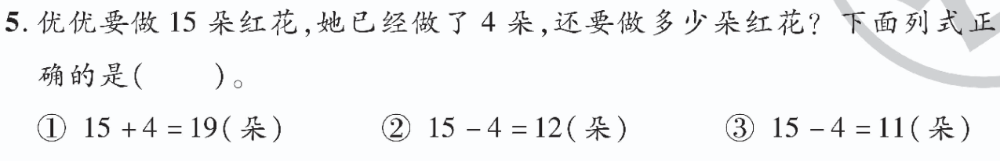 5. 优优要做 15 朵红花,她已经做了 4 朵,还要做多少朵红花? 下面列式正
确的是(　　)。
① 15 + 4 = 19(朵)　　② 15 - 4 = 12(朵)　　③ 15 - 4 = 11(朵)